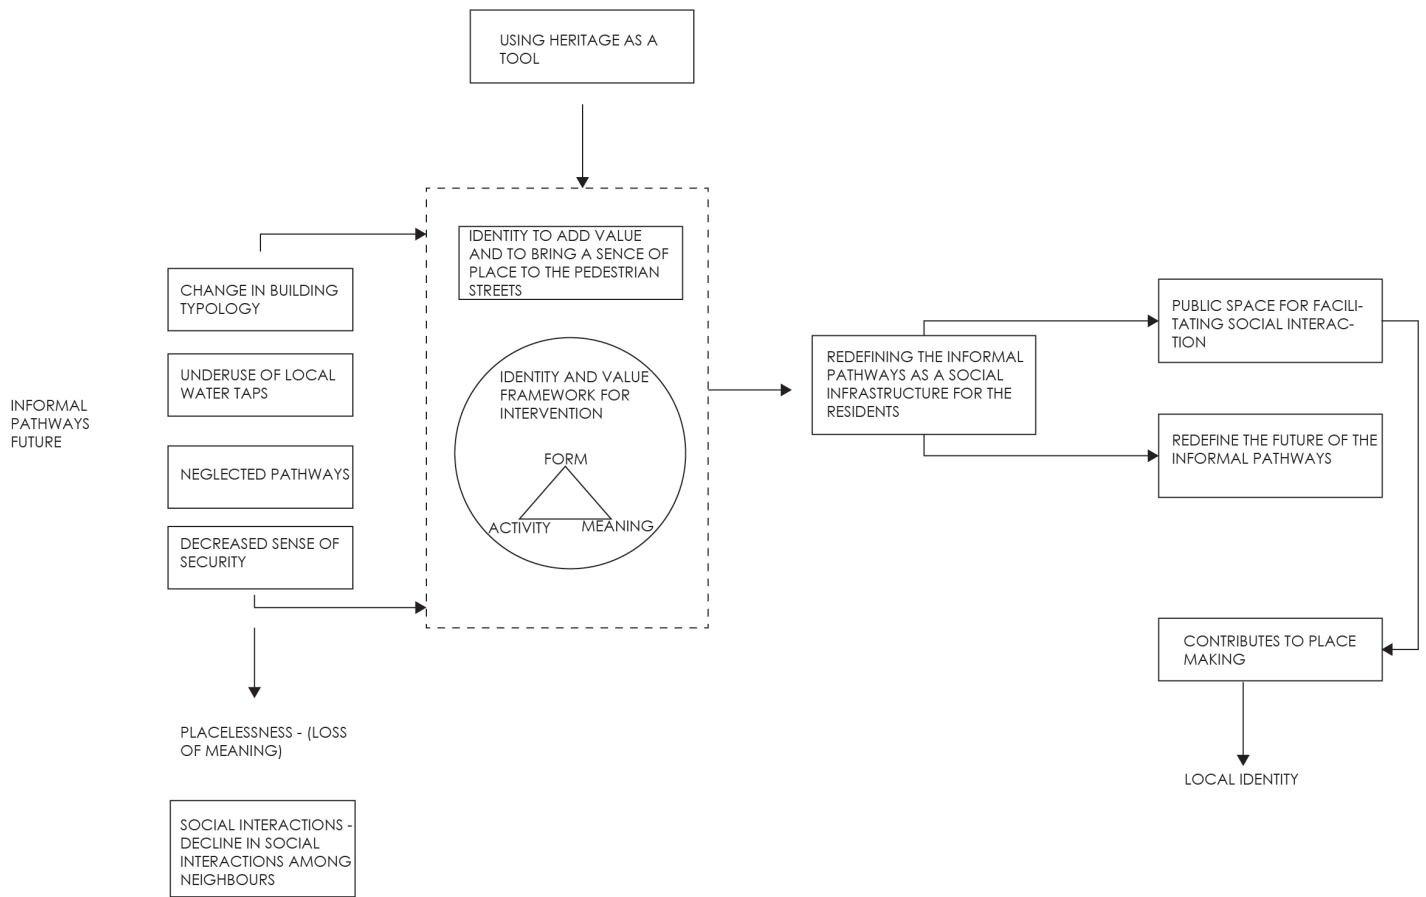 USING HERITAGE AS A
TOOL
IDENTITY TO ADD VALUE
AND TO BRING A SENCE OF
PLACE TO THE PEDESTRIAN
STREETS
CHANGE IN BUILDING
TYPOLOGY
UNDERUSE OF LOCAL
WATER TAPS
INFORMAL
PATHWAYS
FUTURE
NEGLECTED PATHWAYS
DECREASED SENSE OF
SECURITY
IDENTITY AND VALUE
FRAMEWORK FOR
INTERVENTION
FORM
ACTIVITY
MEANING
REDEFINING THE INFORMAL
PATHWAYS AS A SOCIAL
INFRASTRUCTURE FOR THE
RESIDENTS
PUBLIC SPACE FOR FACILI-
TATING SOCIAL INTERAC-
TION
REDEFINE THE FUTURE OF THE
INFORMAL PATHWAYS
CONTRIBUTES TO PLACE
MAKING
LOCAL IDENTITY
PLACELESSNESS - (LOSS
OF MEANING)
SOCIAL INTERACTIONS -
DECLINE IN SOCIAL
INTERACTIONS AMONG
NEIGHBOURS